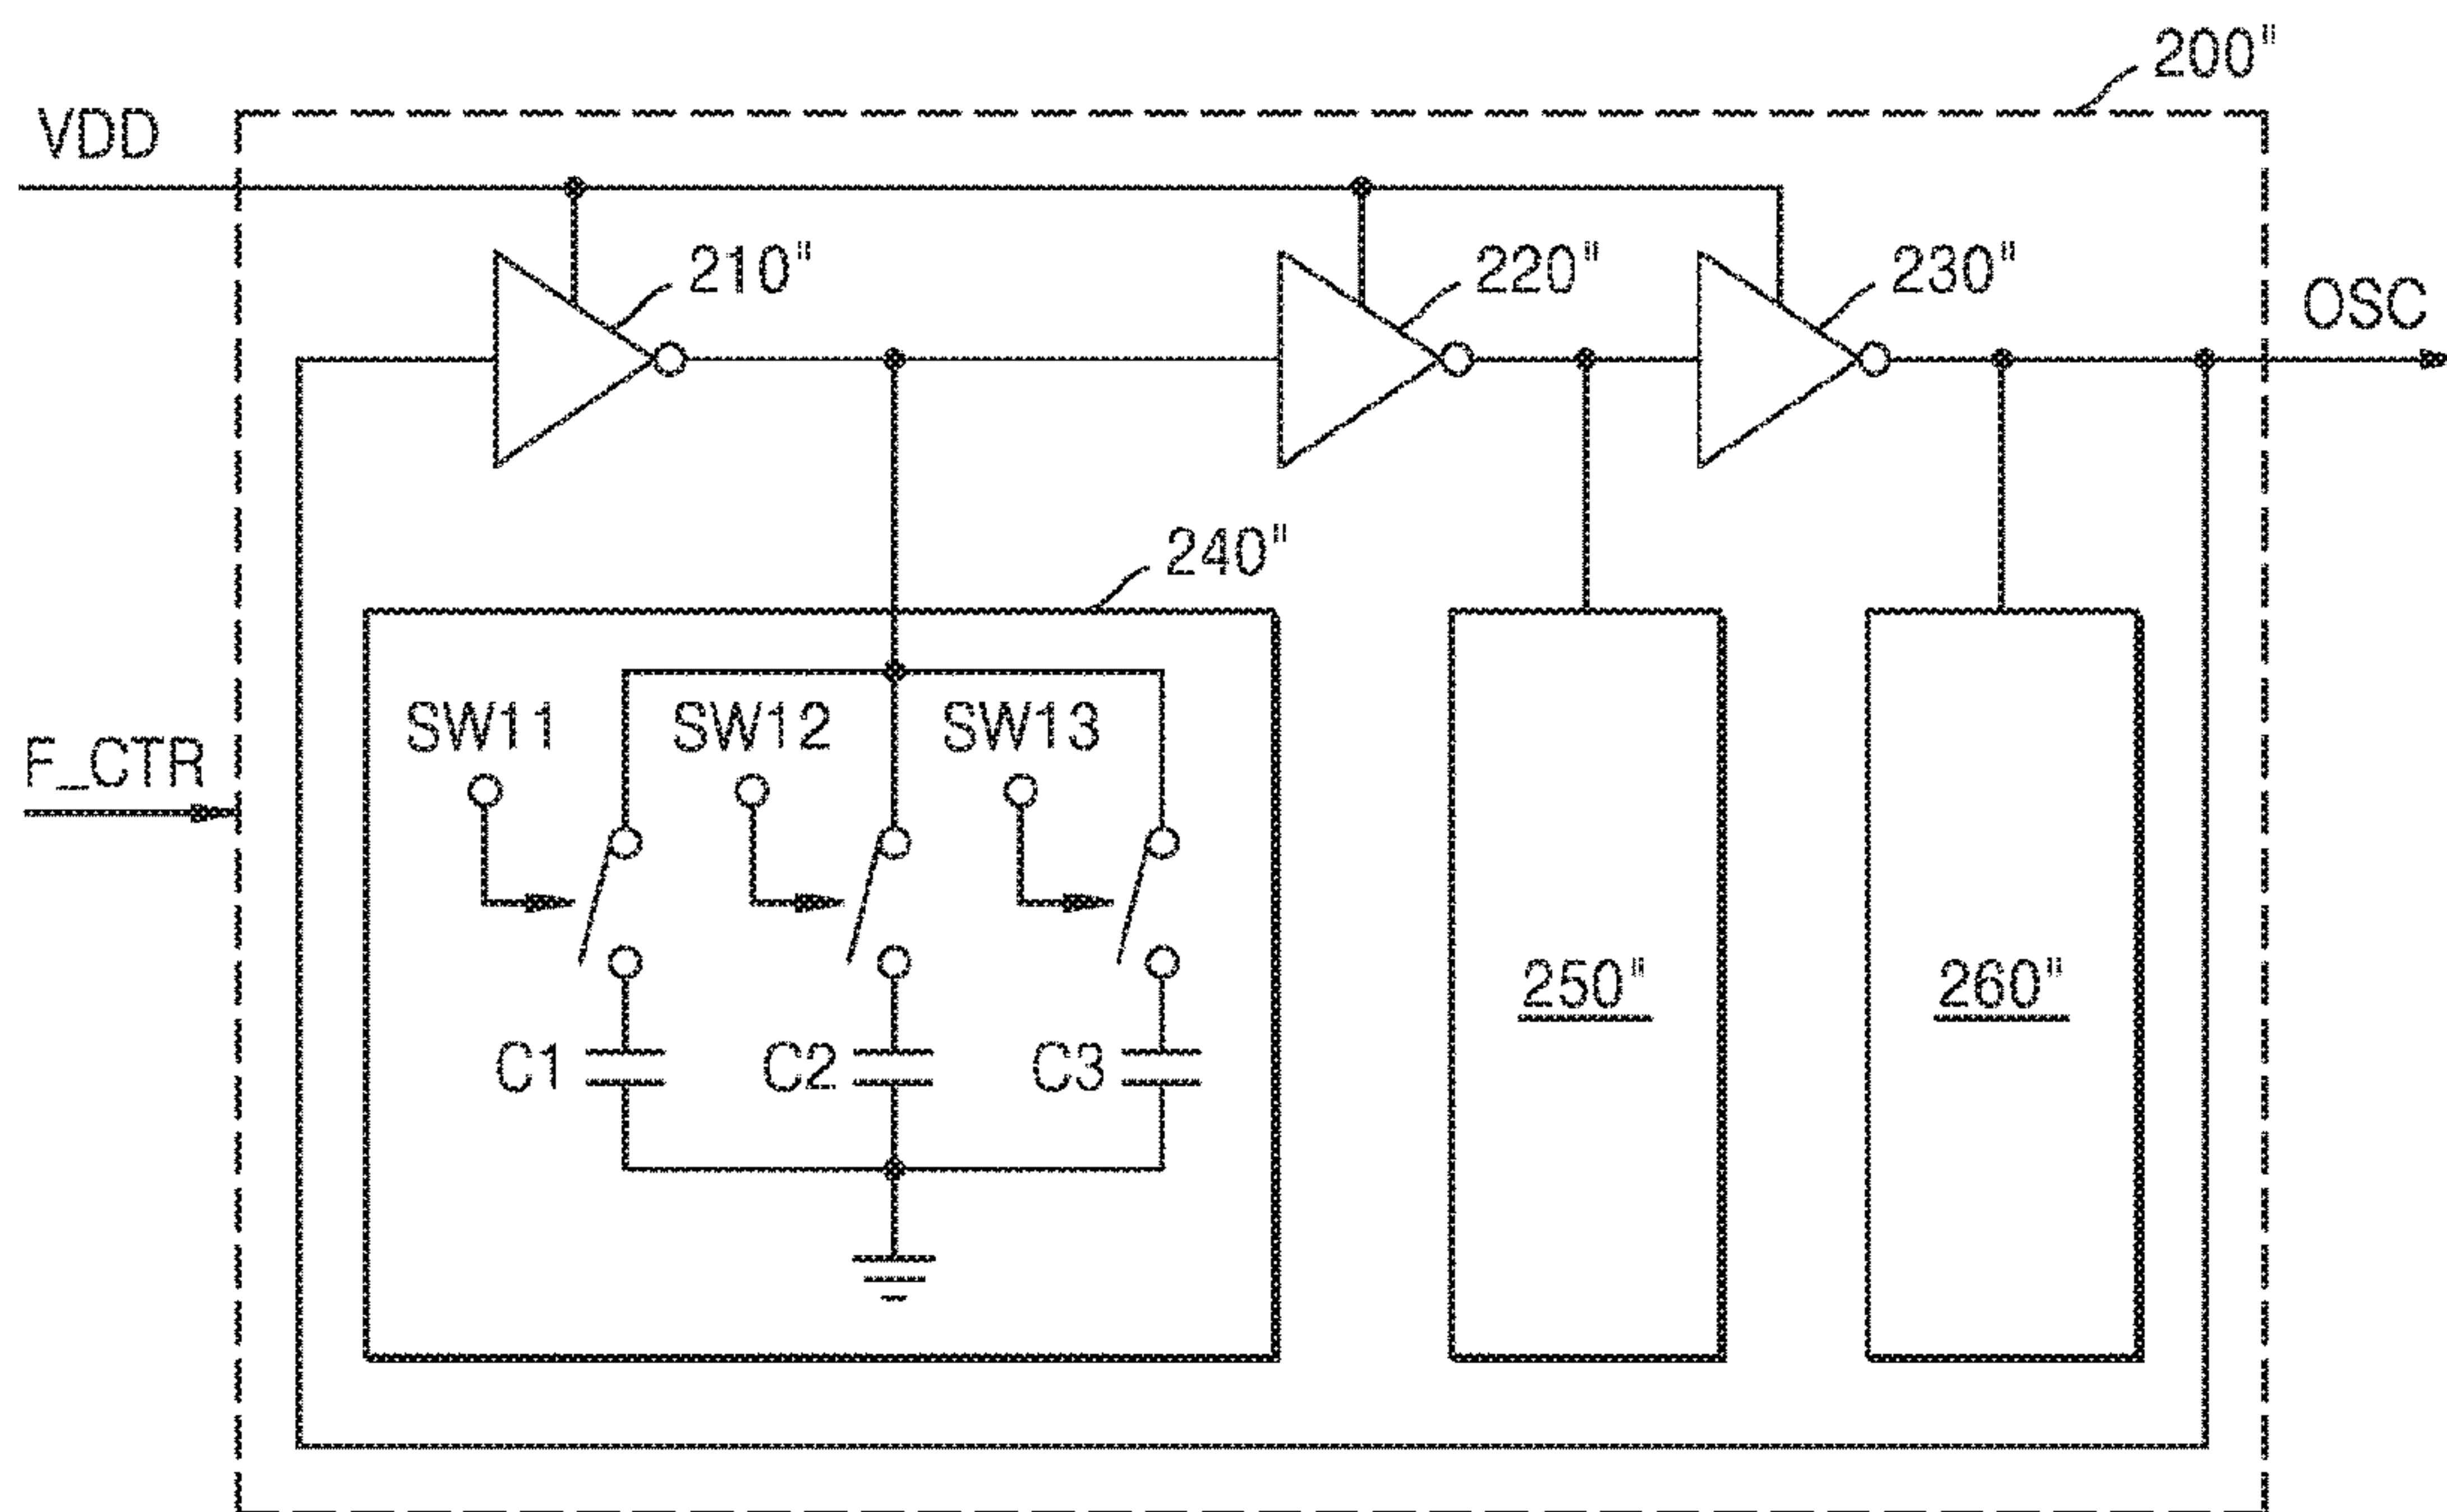 200"
VDD
210"
220"
230"
OSC
240"
SW11
SW12
SW13
F_CTR
250"
260"
C1
C2
C3